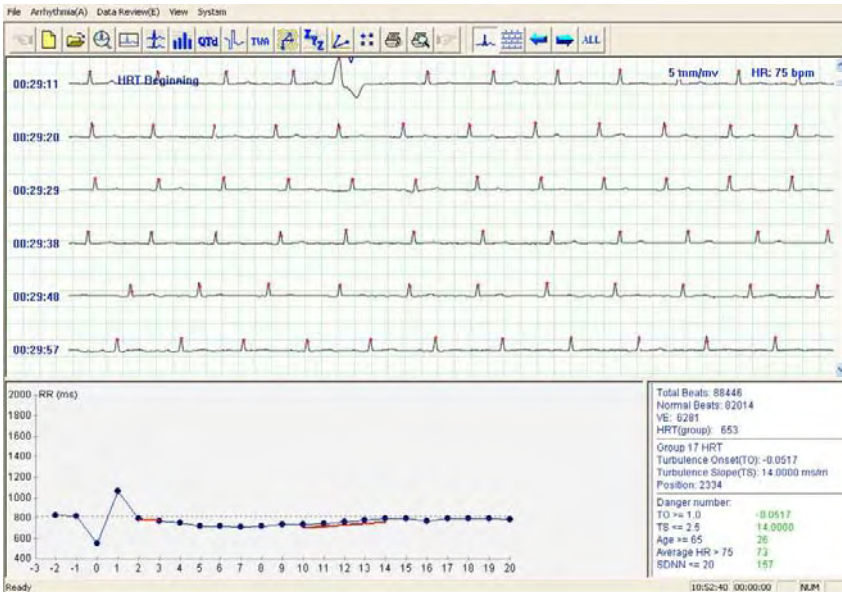 File Arrhythmia(A) Data Review(E) View System
QTd TWA X Y Z ALL
V
00:29:11 HRT Beginning 5 mm/mv HR: 75 bpm
00:29:20
00:29:29
00:29:38
00:29:48
00:29:57
2000 RR (ms)
1800
1600
1400
1200
1000
800
600
400
-3 -2 -1 0 1 2 3 4 5 6 7 8 9 10 11 12 13 14 15 16 17 18 19 20
Total Beats: 88446
Normal Beats: 82014
VE: 6281
HRT(group): 653
Group 17 HRT
Turbulence Onset(TO): -0.0517
Turbulence Slope(TS): 14.0000 ms/rr
Position: 2334
Danger number:
TO >= 1.0 -0.0517
TS <= 2.5 14.0000
Age >= 65 26
Average HR > 75 73
SDNN <= 20 157
Ready 10:52:40 00:00:00 NUM